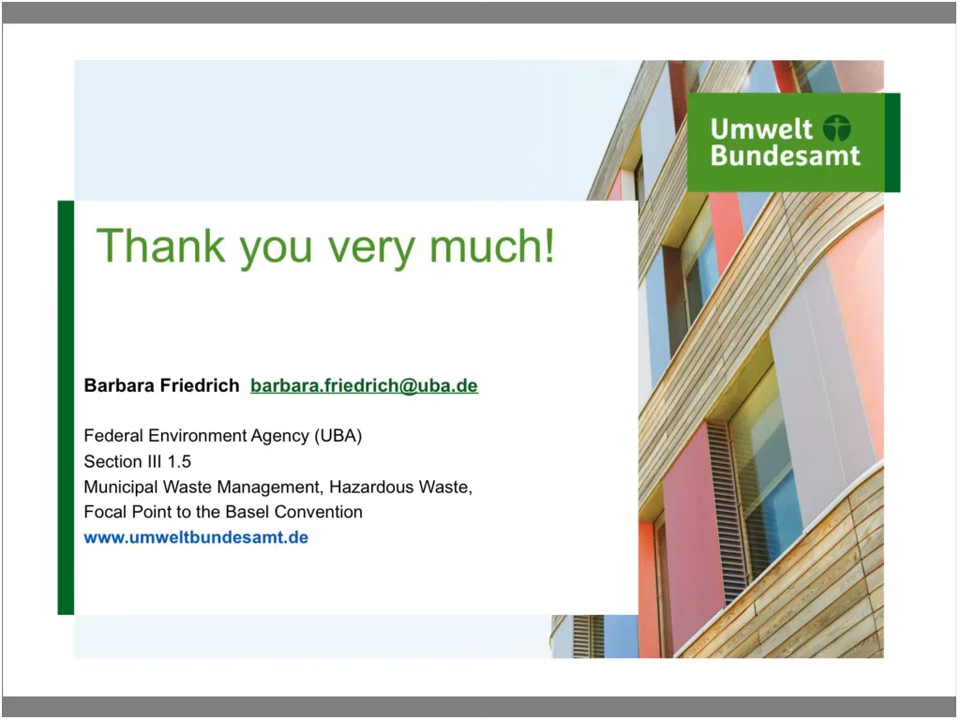 Umwelt
Bundesamt
Thank you very much!
Barbara Friedrich barbara.friedrich@uba.de
Federal Environment Agency (UBA)
Section III 1.5
Municipal Waste Management, Hazardous Waste,
Focal Point to the Basel Convention
www.umweltbundesamt.de